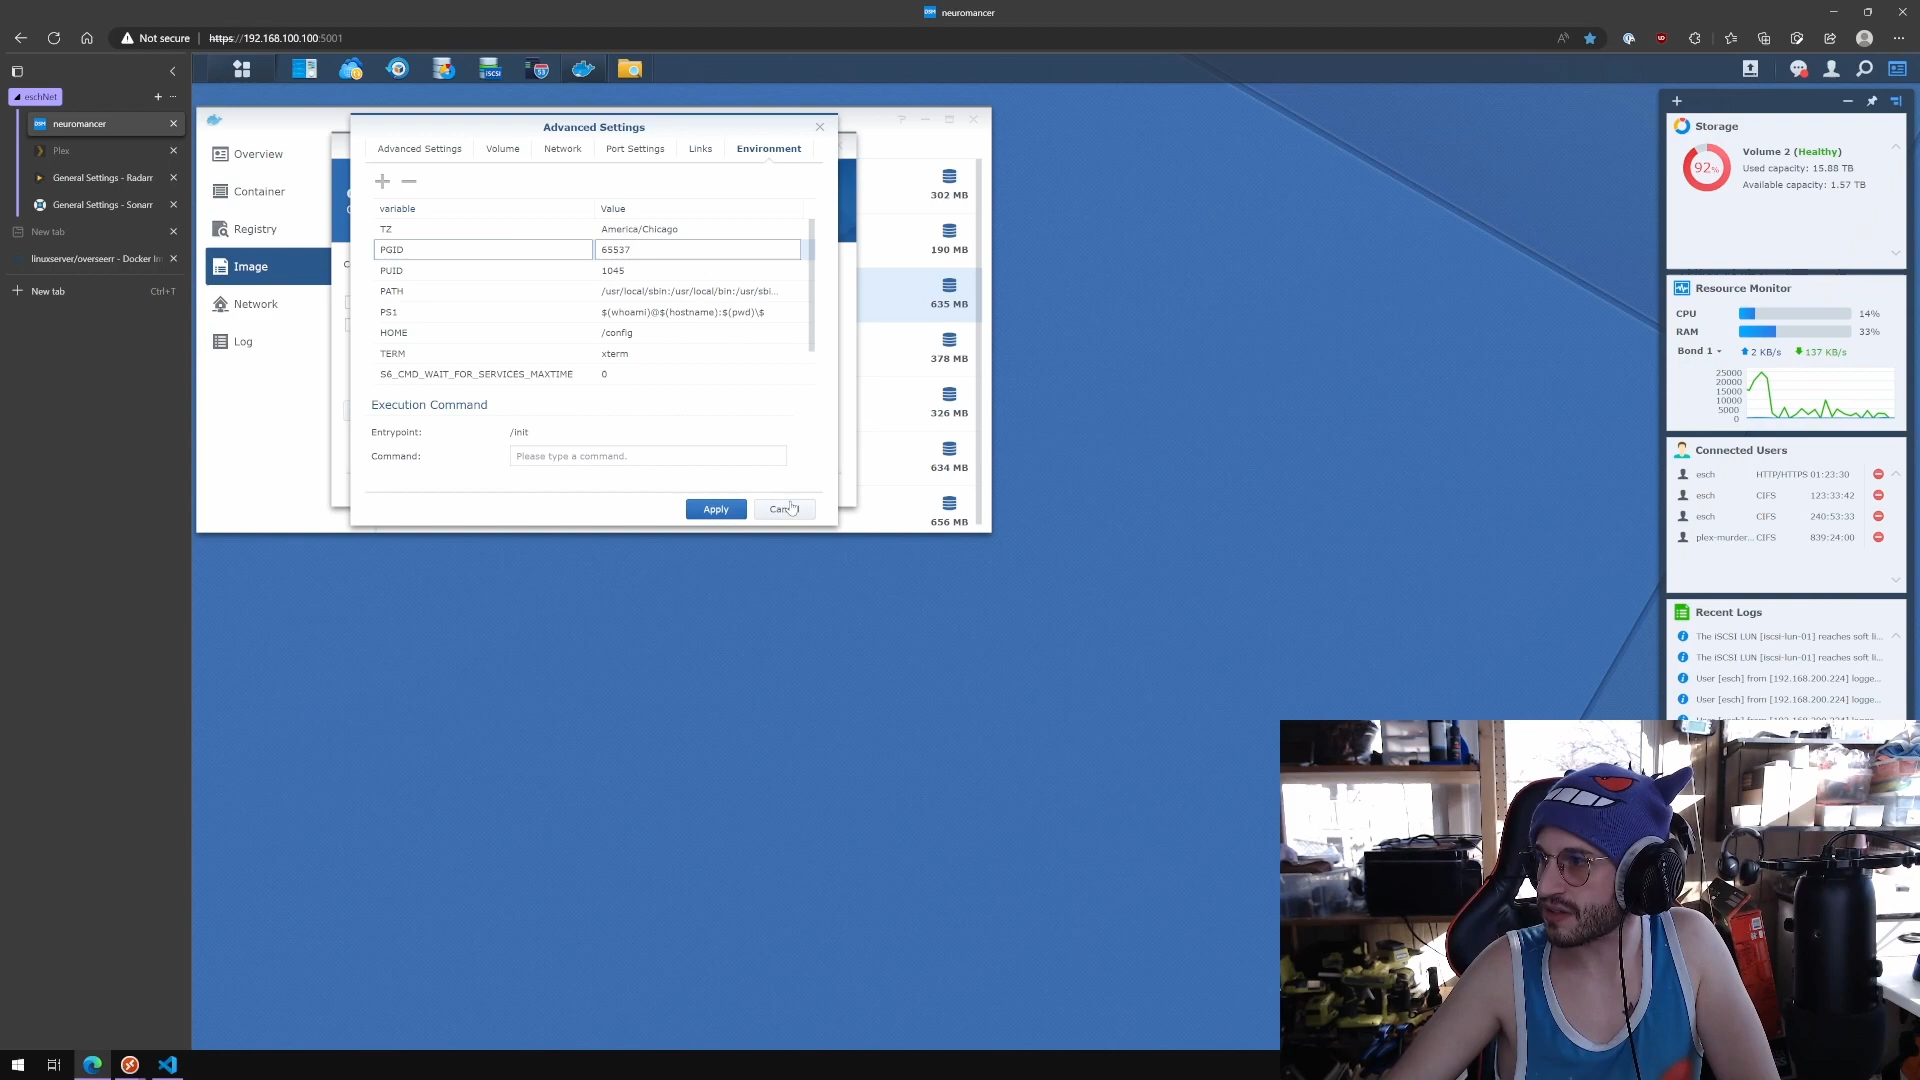 neuromancer
Not secure
https://192.168.100.100:5001
eschNet
neuromancer
Plex
General Settings - Radarr
General Settings - Sonarr
New tab
linuxserver/overseerr - Docker Im
New tab
Ctrl+T
Overview
Container
Registry
Image
Network
Log
Advanced Settings
Advanced Settings
Volume
Network
Port Settings
Links
Environment
variable
Value
TZ
America/Chicago
PGID
65537
PUID
1045
PATH
/usr/local/sbin:/usr/local/bin:/usr/sbi...
PS1
$(whoami)@$(hostname):$(pwd)\$
HOME
/config
TERM
xterm
S6_CMD_WAIT_FOR_SERVICES_MAXTIME
0
Execution Command
Entrypoint:
/init
Command:
Please type a command.
Apply
302 MB
190 MB
635 MB
378 MB
326 MB
634 MB
656 MB
iSCSI
Storage
92%
Volume 2 (Healthy)
Used capacity: 15.88 TB
Available capacity: 1.57 TB
Resource Monitor
CPU
14%
RAM
33%
Bond 1
2 KB/s
137 KB/s
25000
20000
15000
10000
5000
0
Connected Users
esch
HTTP/HTTPS 01:23:30
esch
CIFS
123:33:42
esch
CIFS
240:53:33
plex-murder...
CIFS
839:24:00
Recent Logs
The iSCSI LUN [iscsi-lun-01] reaches soft li...
The iSCSI LUN [iscsi-lun-01] reaches soft li...
User [esch] from [192.168.200.224] logge...
User [esch] from [192.168.200.224] logge...